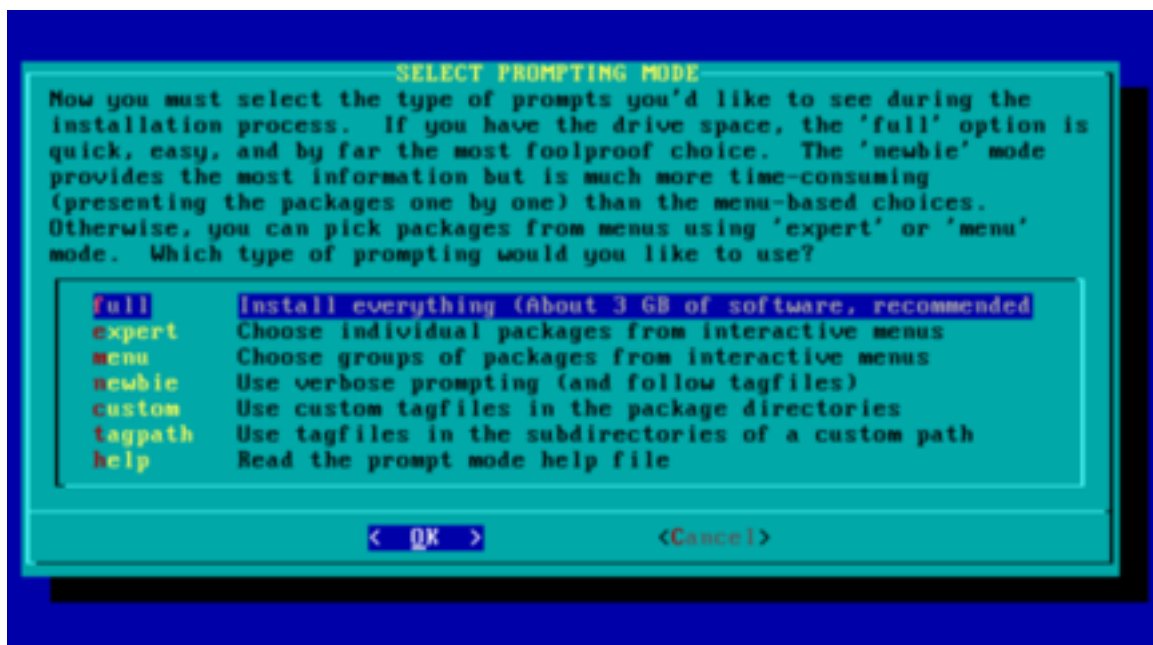 SELECT PROMPTING MODE
Now you must select the type of prompts you'd like to see during the
installation process.  If you have the drive space, the 'full' option is
quick, easy, and by far the most foolproof choice.  The 'newbie' mode
provides the most information but is much more time-consuming
(presenting the packages one by one) than the menu-based choices.
Otherwise, you can pick packages from menus using 'expert' or 'menu'
mode.  Which type of prompting would you like to use?
full Install everything (About 3 GB of software, recommended
expert Choose individual packages from interactive menus
menu Choose groups of packages from interactive menus
newbie Use verbose prompting (and follow tagfiles)
custom Use custom tagfiles in the package directories
tagpath Use tagfiles in the subdirectories of a custom path
help Read the prompt mode help file
< OK > <Cancel>